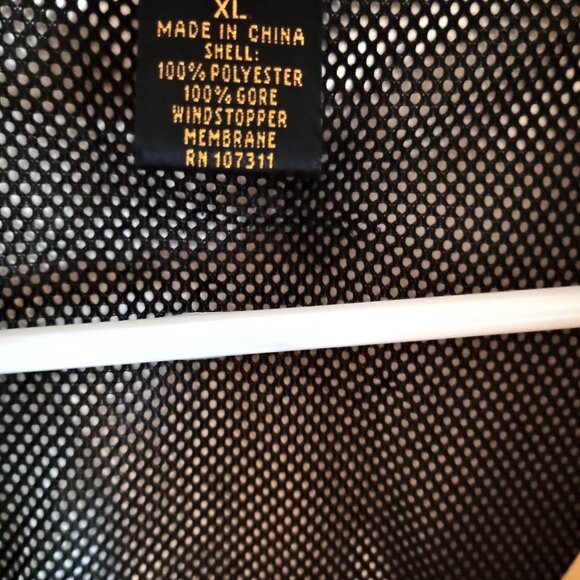 XL
MADE IN CHINA
SHELL:
100% POLYESTER
100% GORE
WINDSTOPPER
MEMBRANE
RN 107311